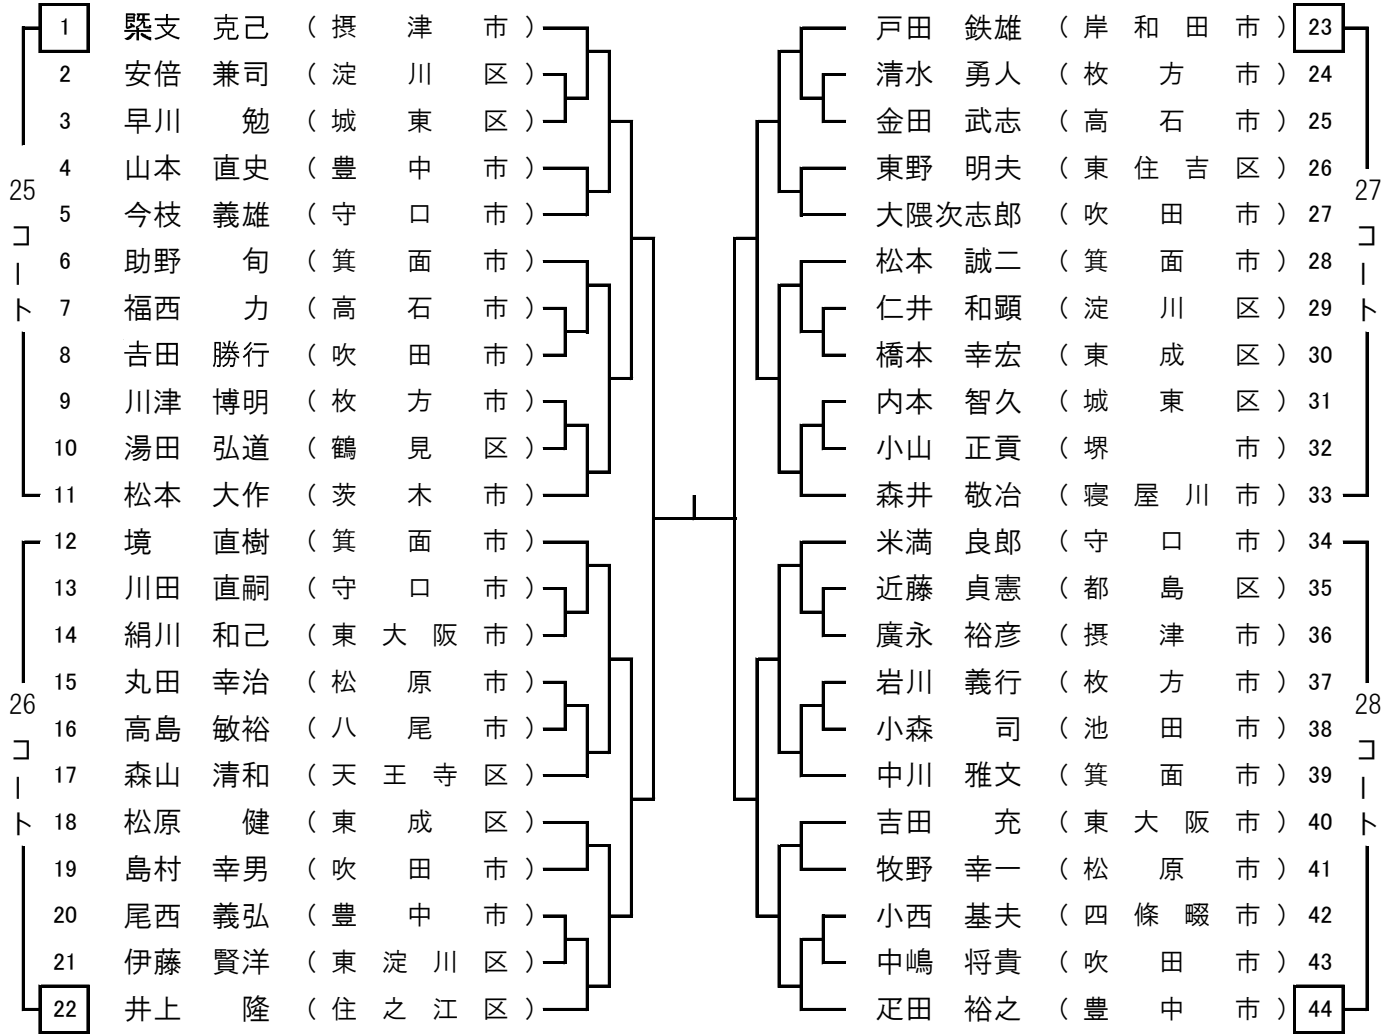 1 槩支 克己 (摂津市)
2 安倍 兼司 (淀川区)
3 早川 勉 (城東区)
4 山本 直史 (豊中市)
5 今枝 義雄 (守口市)
6 助野 旬 (箕面市)
7 福西 力 (高石市)
8 𠮷田 勝行 (吹田市)
9 川津 博明 (枚方市)
10 湯田 弘道 (鶴見区)
11 松本 大作 (茨木市)
25コート
12 境 直樹 (箕面市)
13 川田 直嗣 (守口市)
14 絹川 和己 (東大阪市)
15 丸田 幸治 (松原市)
16 高島 敏裕 (八尾市)
17 森山 清和 (天王寺区)
18 松原 健 (東成区)
19 島村 幸男 (吹田市)
20 尾西 義弘 (豊中市)
21 伊藤 賢洋 (東淀川区)
22 井上 隆 (住之江区)
26コート
戸田 鉄雄 (岸和田市) 23
清水 勇人 (枚方市) 24
金田 武志 (高石市) 25
東野 明夫 (東住吉区) 26
大隈次志郎 (吹田市) 27
松本 誠二 (箕面市) 28
仁井 和顕 (淀川区) 29
橋本 幸宏 (東成区) 30
内本 智久 (城東区) 31
小山 正貢 (堺市) 32
森井 敬冶 (寝屋川市) 33
27コート
米満 良郎 (守口市) 34
近藤 貞憲 (都島区) 35
廣永 裕彦 (摂津市) 36
岩川 義行 (枚方市) 37
小森 司 (池田市) 38
中川 雅文 (箕面市) 39
吉田 充 (東大阪市) 40
牧野 幸一 (松原市) 41
小西 基夫 (四條畷市) 42
中嶋 将貴 (吹田市) 43
疋田 裕之 (豊中市) 44
28コート